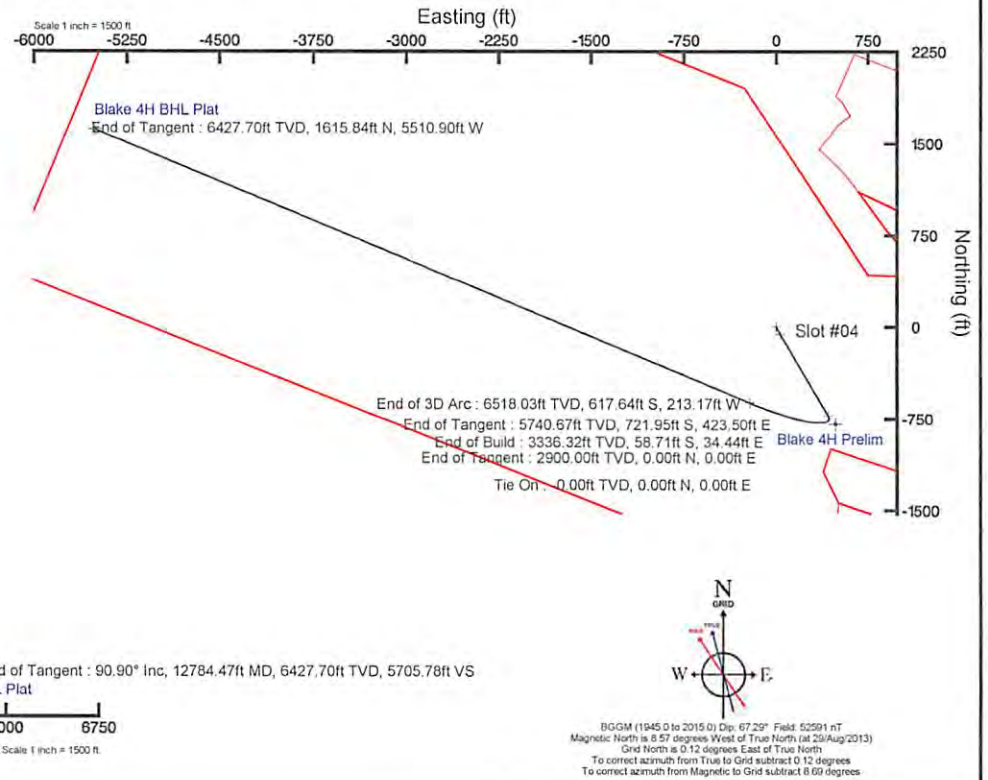 Easting (ft)
Scale 1 inch = 1500 ft
-6000 -5250 -4500 -3750 -3000 -2250 -1500 -750 0 750
2250
Blake 4H BHL Plat
End of Tangent : 6427.70ft TVD, 1615.84ft N, 5510.90ft W
1500
750
Northing (ft)
0
Slot #04
End of 3D Arc : 6518.03ft TVD, 617.64ft S, 213.17ft W
End of Tangent : 5740.67ft TVD, 721.95ft S, 423.50ft E
-750
Blake 4H Prelim
End of Build : 3336.32ft TVD, 58.71ft S, 34.44ft E
End of Tangent : 2900.00ft TVD, 0.00ft N, 0.00ft E
Tie On : -0.00ft TVD, 0.00ft N, 0.00ft E
-1500
N
GRID
TRUE
W E
d of Tangent : 90.90° Inc, 12784.47ft MD, 6427.70ft TVD, 5705.78ft VS
Plat
000 6750
Scale 1 inch = 1500 ft
BGGM (1945.0 to 2015.0) Dip: 67.29° Field: 52591 nT
Magnetic North is 8.57 degrees West of True North (at 29/Aug/2013)
Grid North is 0.12 degrees East of True North
To correct azimuth from True to Grid subtract 0.12 degrees
To correct azimuth from Magnetic to Grid subtract 8.69 degrees